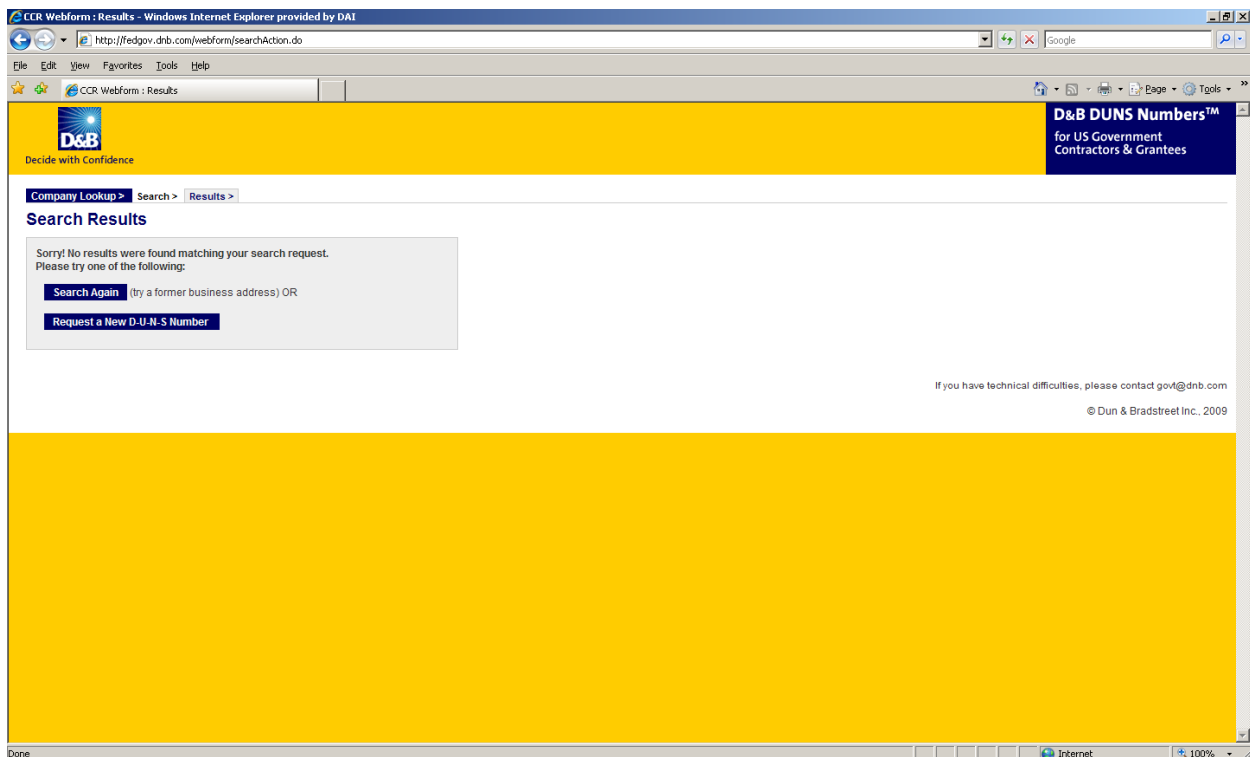 CCR Webform : Results - Windows Internet Explorer provided by DAI
http://fedgov.dnb.com/webform/searchAction.do
Google
File Edit View Favorites Tools Help
CCR Webform : Results
Page Tools »
D&B
Decide with Confidence
D&B DUNS Numbers™
for US Government
Contractors & Grantees
Company Lookup > Search > Results >
Search Results
Sorry! No results were found matching your search request.
Please try one of the following:
Search Again (try a former business address) OR
Request a New D-U-N-S Number
If you have technical difficulties, please contact govt@dnb.com
© Dun & Bradstreet Inc., 2009
Done
Internet
100%